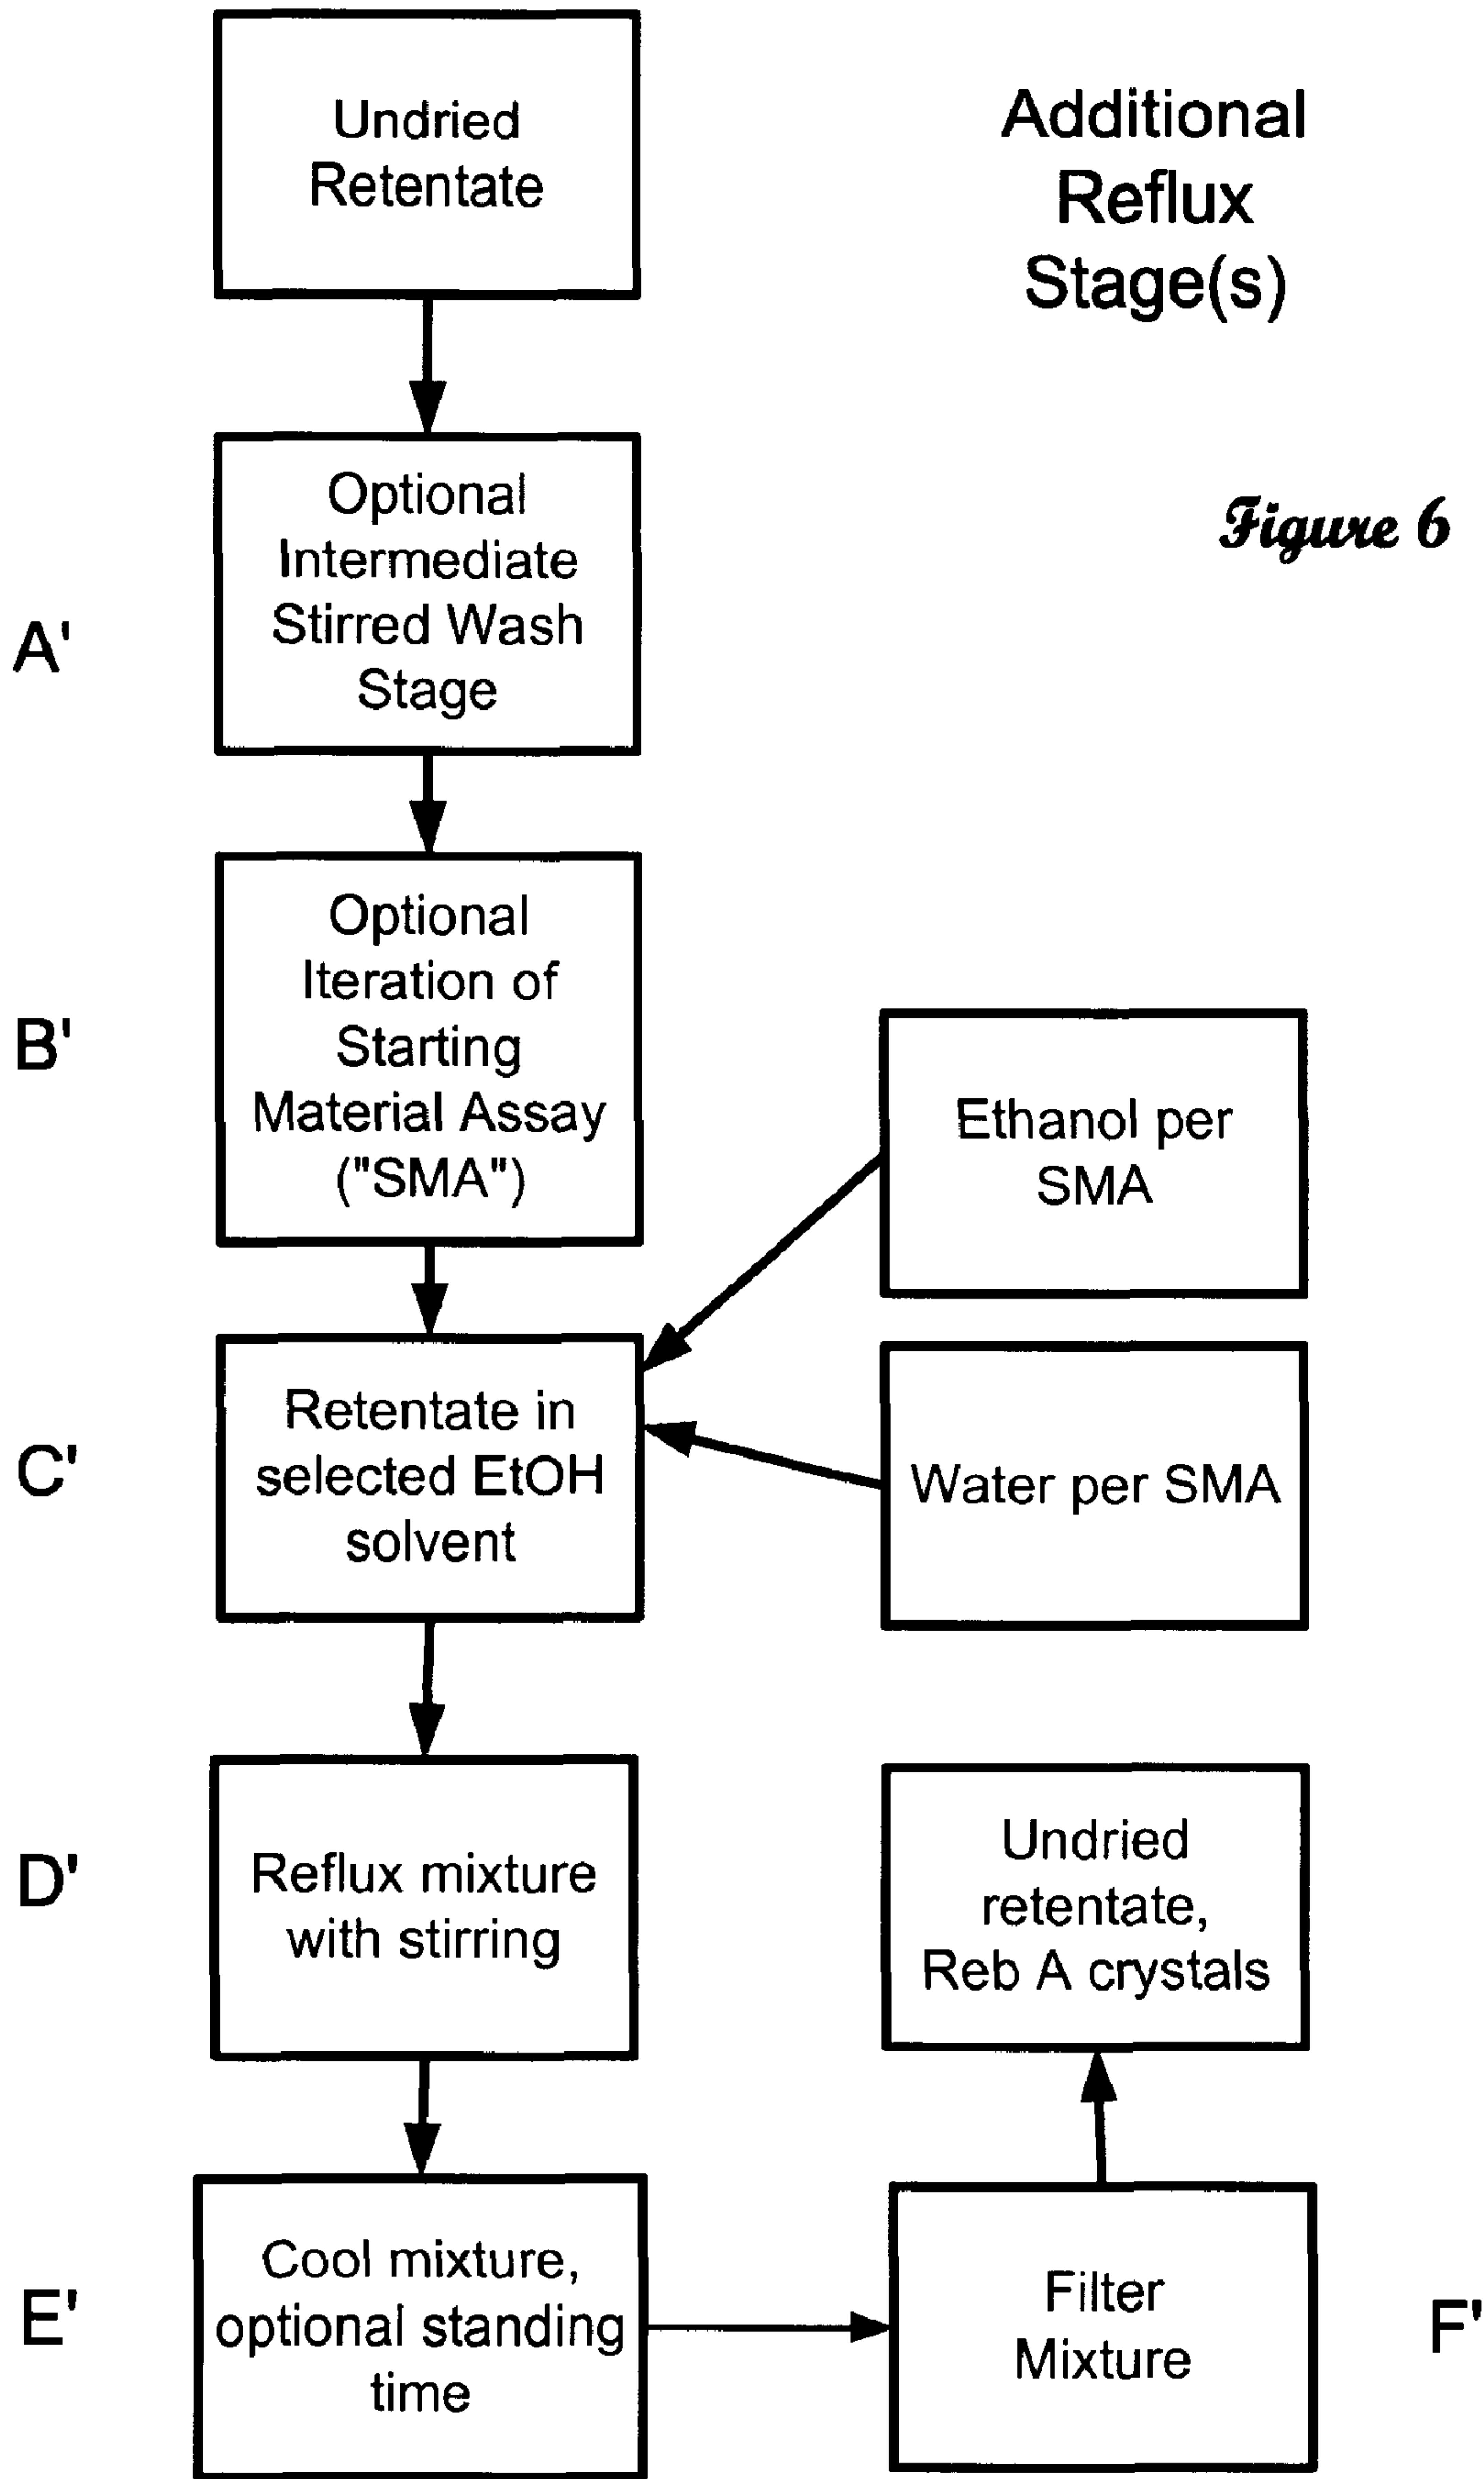 Undried
Retentate
Additional
Reflux
Stage(s)
Figure 6
A'
Optional
Intermediate
Stirred Wash
Stage
B'
Optional
Iteration of
Starting
Material Assay
("SMA")
Ethanol per
SMA
C'
Retentate in
selected EtOH
solvent
Water per SMA
D'
Reflux mixture
with stirring
Undried
retentate,
Reb A crystals
E'
Cool mixture,
optional standing
time
Filter
Mixture
F'